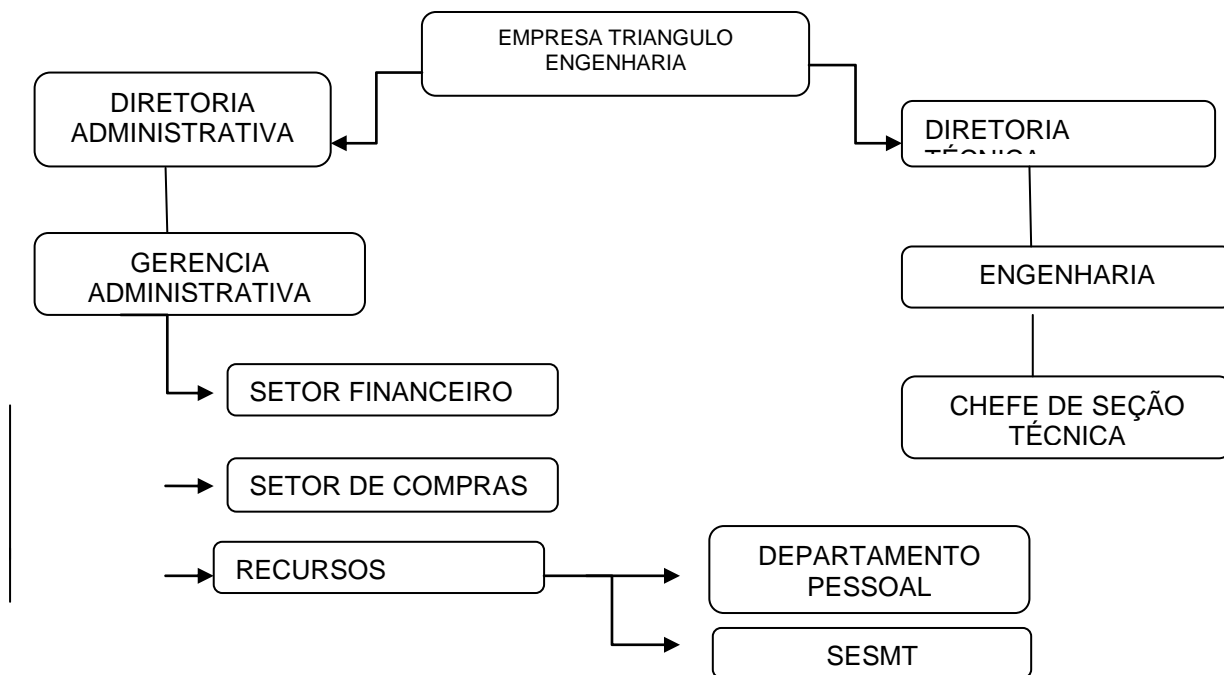 EMPRESA TRIANGULO
ENGENHARIA
DIRETORIA
ADMINISTRATIVA
DIRETORIA
TÉCNICA
GERENCIA
ADMINISTRATIVA
ENGENHARIA
SETOR FINANCEIRO
CHEFE DE SEÇÃO
TÉCNICA
SETOR DE COMPRAS
RECURSOS
DEPARTAMENTO
PESSOAL
SESMT